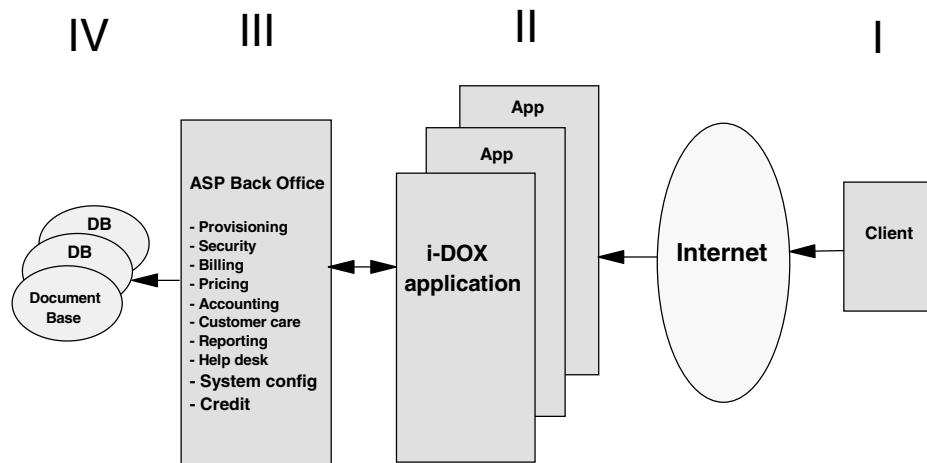 IV
III
II
I
App
App
i-DOX
application
ASP Back Office
- Provisioning
- Security
- Billing
- Pricing
- Accounting
- Customer care
- Reporting
- Help desk
- System config
- Credit
DB
DB
Document
Base
Internet
Client